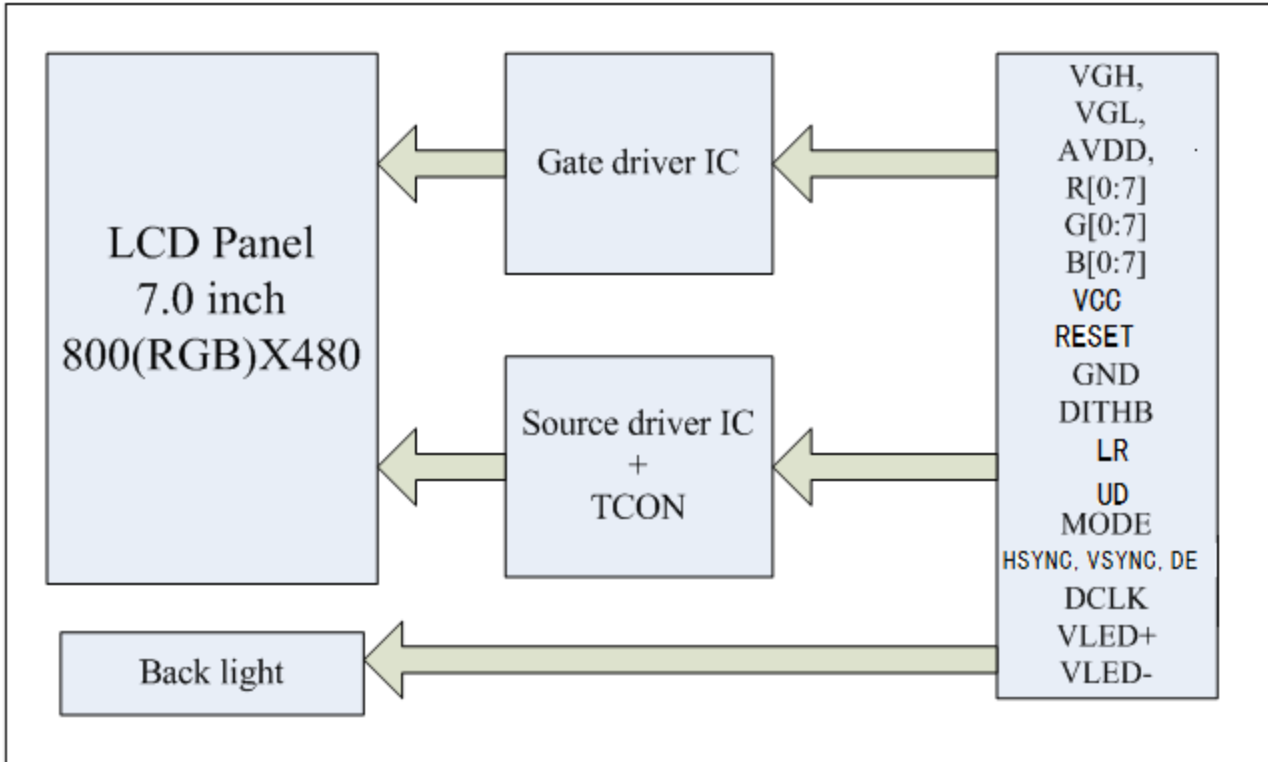 LCD Panel
7.0 inch
800(RGB)X480
Gate driver IC
Source driver IC
+
TCON
Back light
VGH,
VGL,
AVDD,
R[0:7]
G[0:7]
B[0:7]
VCC
RESET
GND
DITHB
LR
UD
MODE
HSYNC, VSYNC, DE
DCLK
VLED+
VLED-